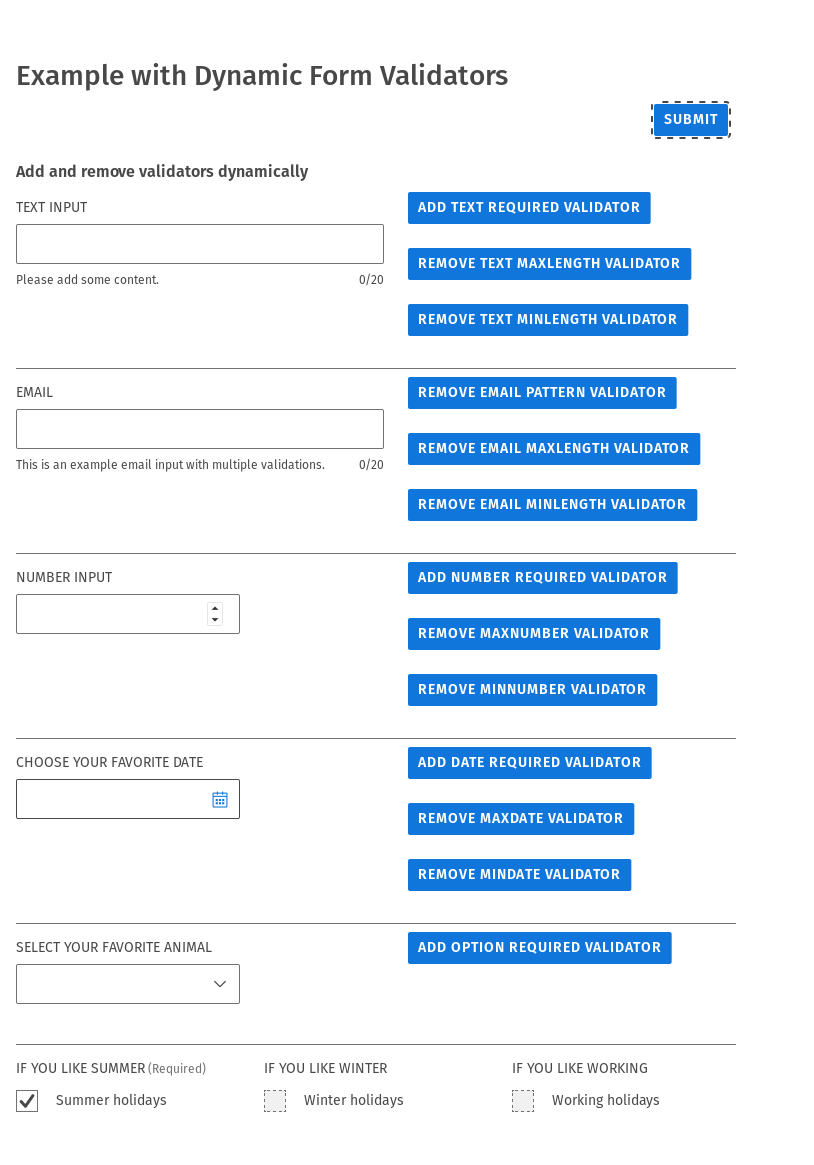 Example with Dynamic Form Validators
SUBMIT
Add and remove validators dynamically
TEXT INPUT
Please add some content. 0/20
ADD TEXT REQUIRED VALIDATOR
REMOVE TEXT MAXLENGTH VALIDATOR
REMOVE TEXT MINLENGTH VALIDATOR
EMAIL
This is an example email input with multiple validations. 0/20
REMOVE EMAIL PATTERN VALIDATOR
REMOVE EMAIL MAXLENGTH VALIDATOR
REMOVE EMAIL MINLENGTH VALIDATOR
NUMBER INPUT
ADD NUMBER REQUIRED VALIDATOR
REMOVE MAXNUMBER VALIDATOR
REMOVE MINNUMBER VALIDATOR
CHOOSE YOUR FAVORITE DATE
ADD DATE REQUIRED VALIDATOR
REMOVE MAXDATE VALIDATOR
REMOVE MINDATE VALIDATOR
SELECT YOUR FAVORITE ANIMAL
ADD OPTION REQUIRED VALIDATOR
IF YOU LIKE SUMMER (Required)
Summer holidays
IF YOU LIKE WINTER
Winter holidays
IF YOU LIKE WORKING
Working holidays